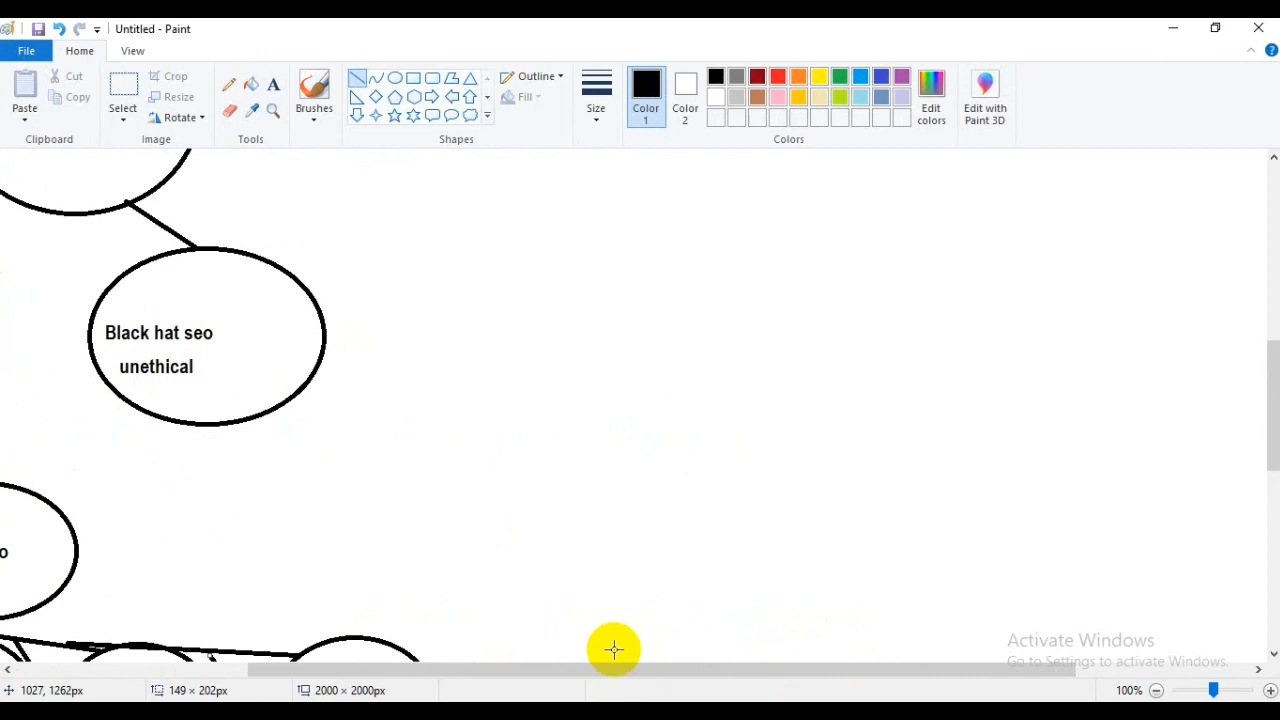 Untitled - Paint
File Home View
Paste
Cut
Copy
Clipboard
Select
Crop
Resize
Rotate
Image
Tools
Brushes
Shapes
Outline
Fill
Size
Color 1
Color 2
Colors
Edit colors
Edit with Paint 3D
Black hat seo
unethical
o
Activate Windows
Go to Settings to activate Windows.
1027, 1262px 149 × 202px 2000 × 2000px 100%